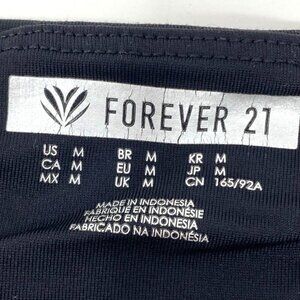 FOREVER 21
US M BR M KR M
CA M EU M JP M
MX M UK M CN 165/92A
MADE IN INDONESIA
FABRIQUÉ EN INDONÉSIE
HECHO EN INDONESIA
FABRICADO NA INDONÉSIA